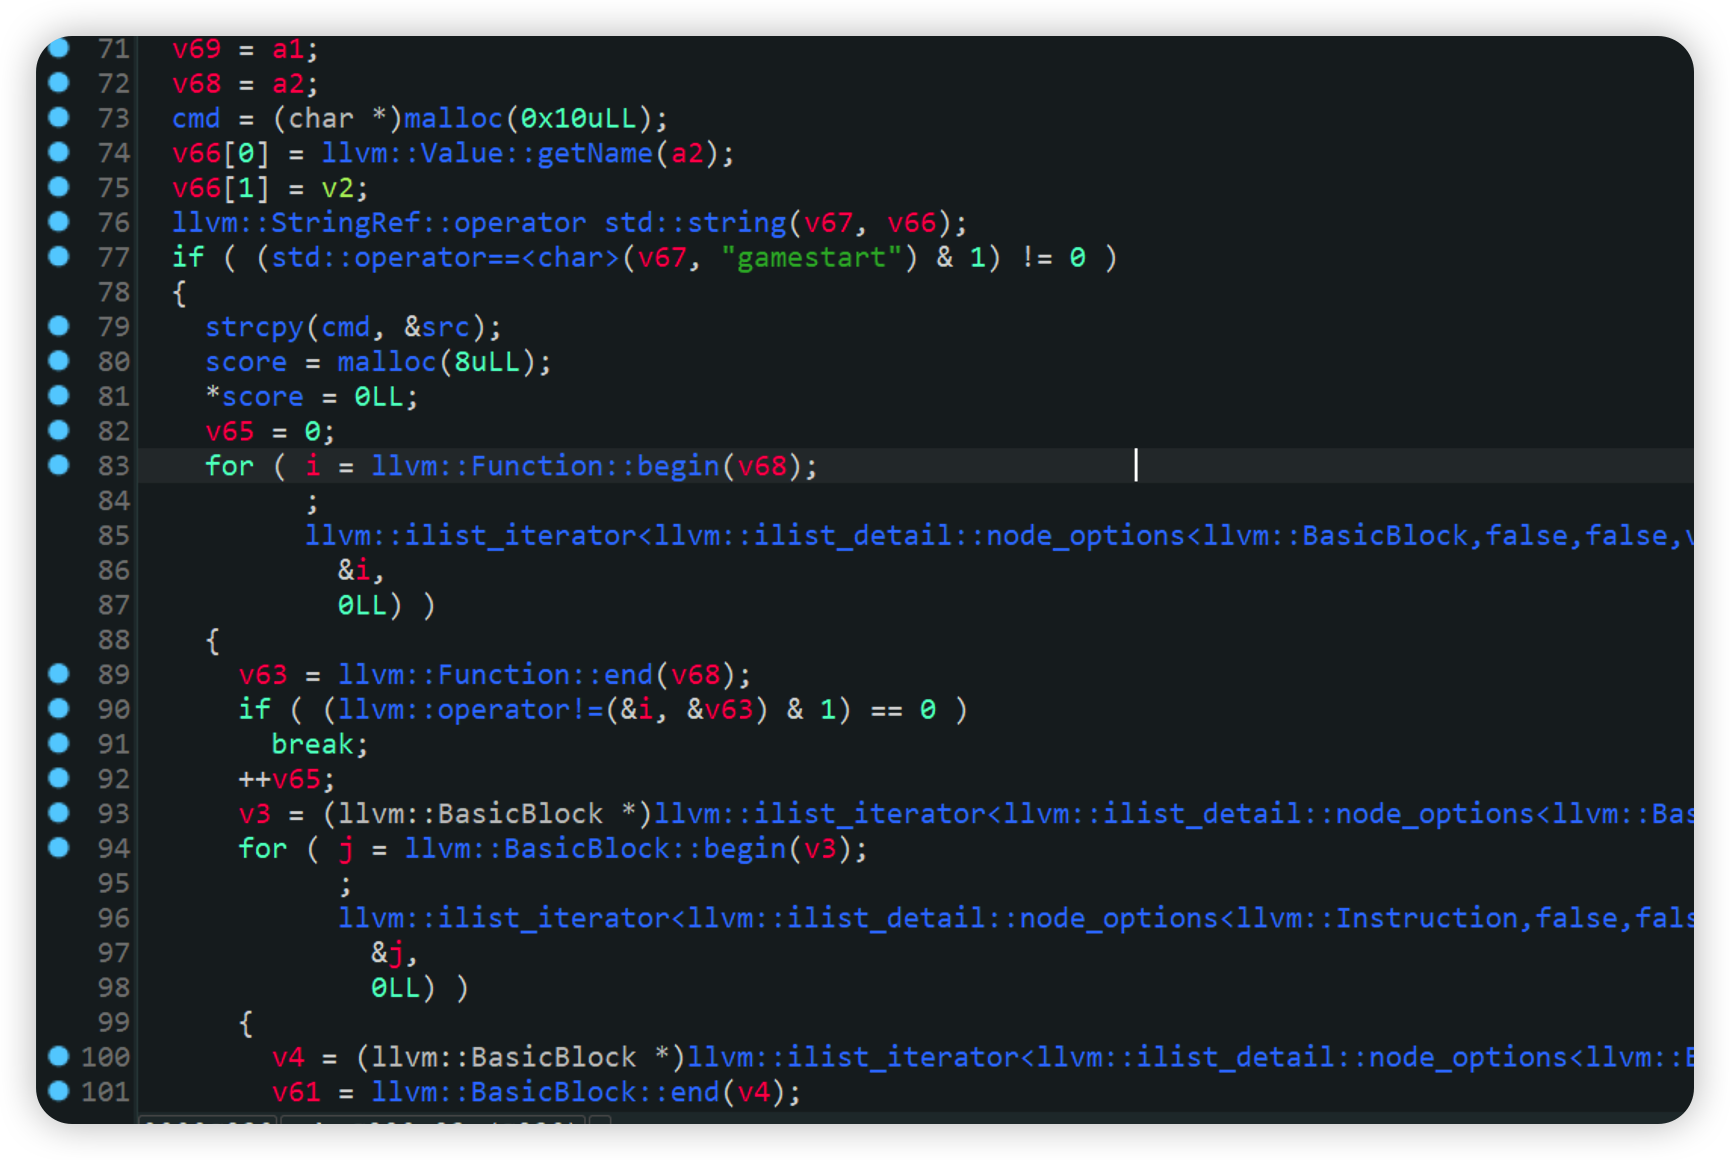 71 v69 = a1;
72 v68 = a2;
73 cmd = (char *)malloc(0x10uLL);
74 v66[0] = llvm::Value::getName(a2);
75 v66[1] = v2;
76 llvm::StringRef::operator std::string(v67, v66);
77 if ( (std::operator==<char>(v67, "gamestart") & 1) != 0 )
78 {
79 strcpy(cmd, &src);
80 score = malloc(8uLL);
81 *score = 0LL;
82 v65 = 0;
83 for ( i = llvm::Function::begin(v68);
84 ;
85 llvm::ilist_iterator<llvm::ilist_detail::node_options<llvm::BasicBlock,false,false,v
86 &i,
87 0LL) )
88 {
89 v63 = llvm::Function::end(v68);
90 if ( (llvm::operator!=(&i, &v63) & 1) == 0 )
91 break;
92 ++v65;
93 v3 = (llvm::BasicBlock *)llvm::ilist_iterator<llvm::ilist_detail::node_options<llvm::Bas
94 for ( j = llvm::BasicBlock::begin(v3);
95 ;
96 llvm::ilist_iterator<llvm::ilist_detail::node_options<llvm::Instruction,false,fals
97 &j,
98 0LL) )
99 {
100 v4 = (llvm::BasicBlock *)llvm::ilist_iterator<llvm::ilist_detail::node_options<llvm::B
101 v61 = llvm::BasicBlock::end(v4);